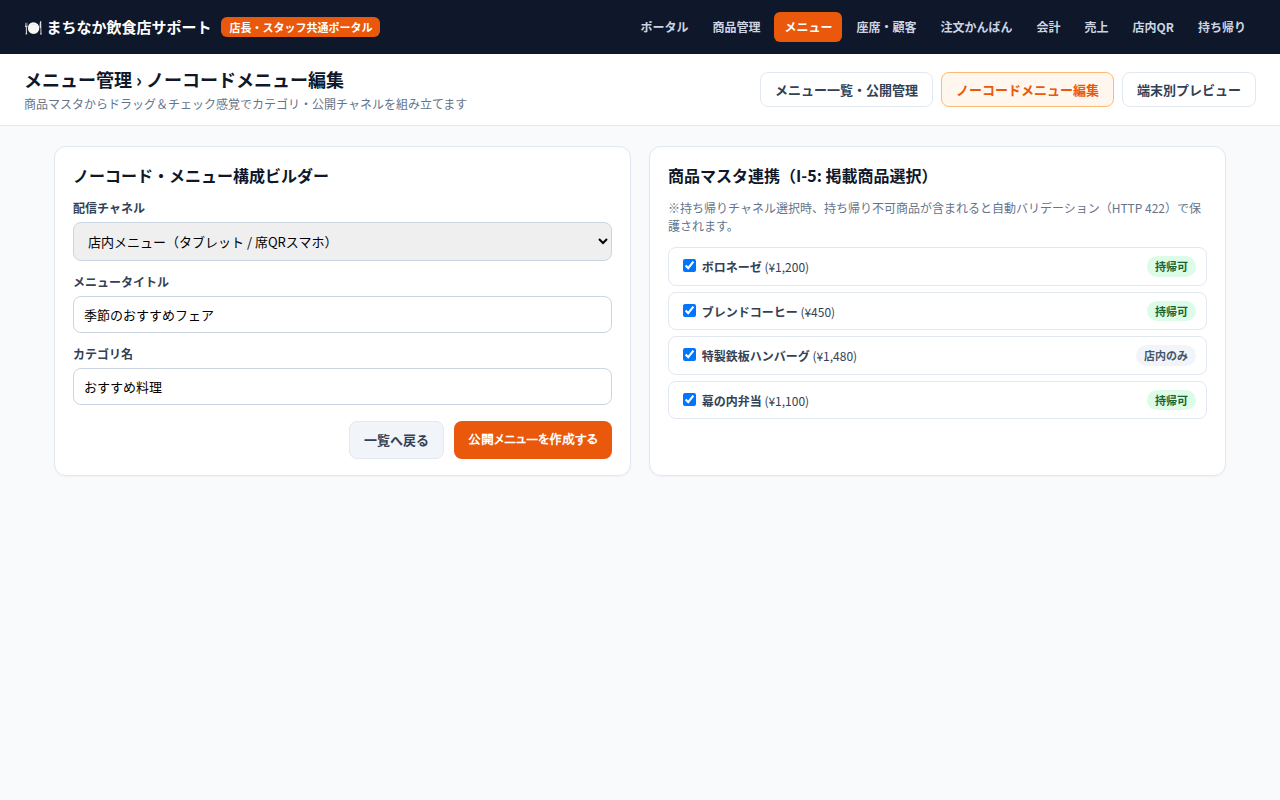 🍽️ まちなか飲食店サポート 店長・スタッフ共通ポータル ポータル 商品管理 メニュー 座席・顧客 注文かんばん 会計 売上 店内QR 持ち帰り
メニュー管理 › ノーコードメニュー編集
商品マスタからドラッグ＆チェック感覚でカテゴリ・公開チャネルを組み立てます
メニュー一覧・公開管理 ノーコードメニュー編集 端末別プレビュー
ノーコード・メニュー構成ビルダー
配信チャネル
店内メニュー（タブレット / 席QRスマホ）
メニュータイトル
季節のおすすめフェア
カテゴリ名
おすすめ料理
一覧へ戻る 公開メニューを作成する
商品マスタ連携（I-5: 掲載商品選択）
※持ち帰りチャネル選択時、持ち帰り不可商品が含まれると自動バリデーション（HTTP 422）で保
護されます。
ボロネーゼ (¥1,200) 持帰可
ブレンドコーヒー (¥450) 持帰可
特製鉄板ハンバーグ (¥1,480) 店内のみ
幕の内弁当 (¥1,100) 持帰可